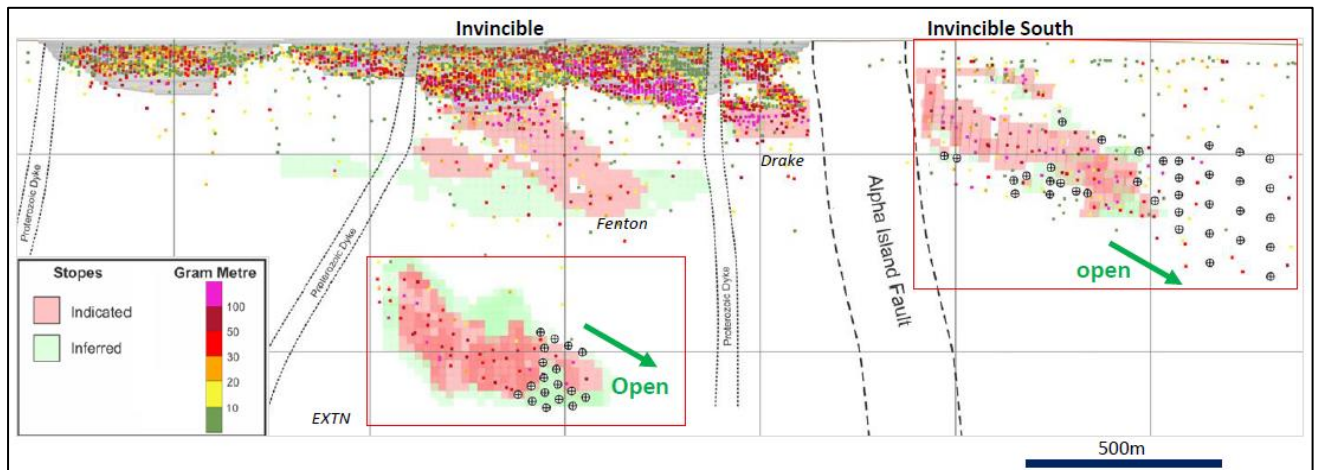 Invincible
Invincible South
Proterozoic Dyke
Proterozoic Dyke
Proterozoic Dyke
Drake
Fenton
Alpha Island Fault
open
Open
EXTN
Stopes
Gram Metre
Indicated
Inferred
100
50
30
20
10
500m